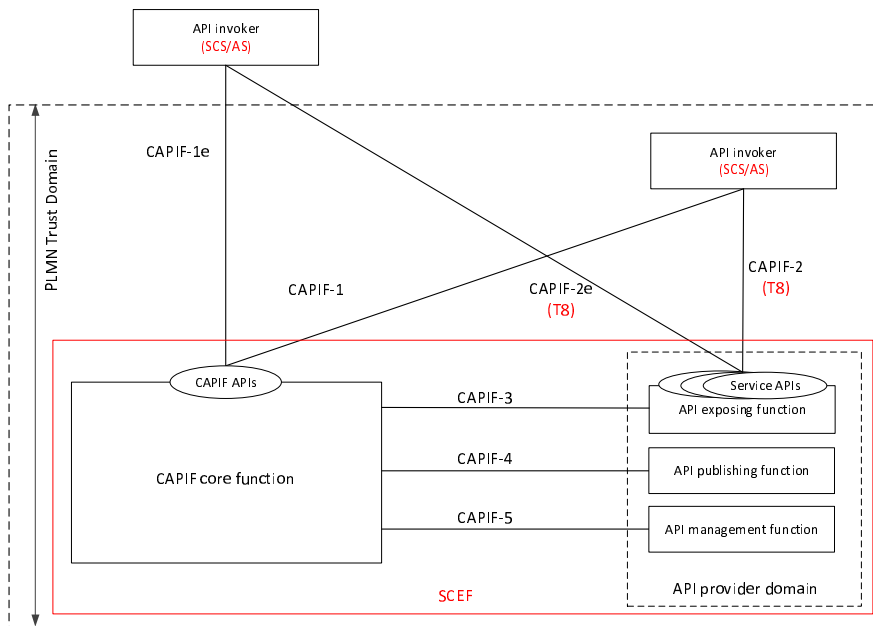 API invoker
(SCS/AS)
CAPIF-1e
PLMN Trust Domain
API invoker
(SCS/AS)
CAPIF-1
CAPIF-2e
(T8)
CAPIF-2
(T8)
CAPIF APIs
Service APIs
API exposing function
CAPIF-3
CAPIF core function
CAPIF-4
API publishing function
CAPIF-5
API management function
API provider domain
SCEF